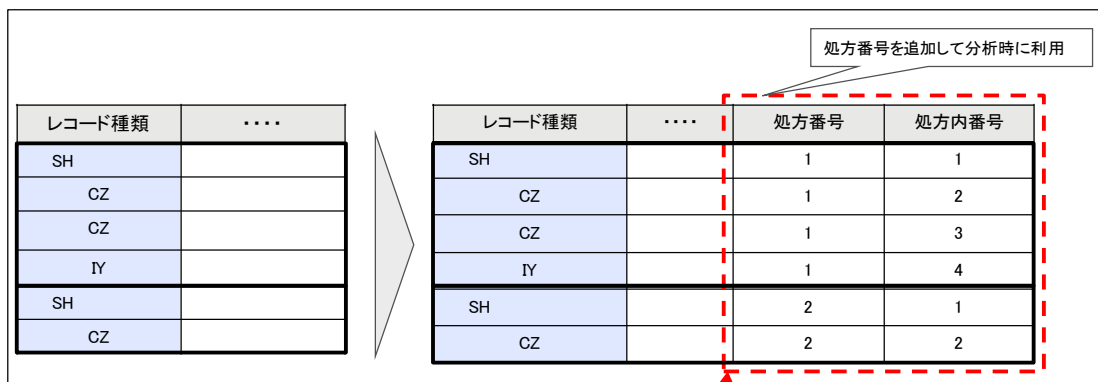 処方番号を追加して分析時に利用
レコード種類 ････
SH
CZ
CZ
IY
SH
CZ
レコード種類 ････ 処方番号 処方内番号
SH 1 1
CZ 1 2
CZ 1 3
IY 1 4
SH 2 1
CZ 2 2